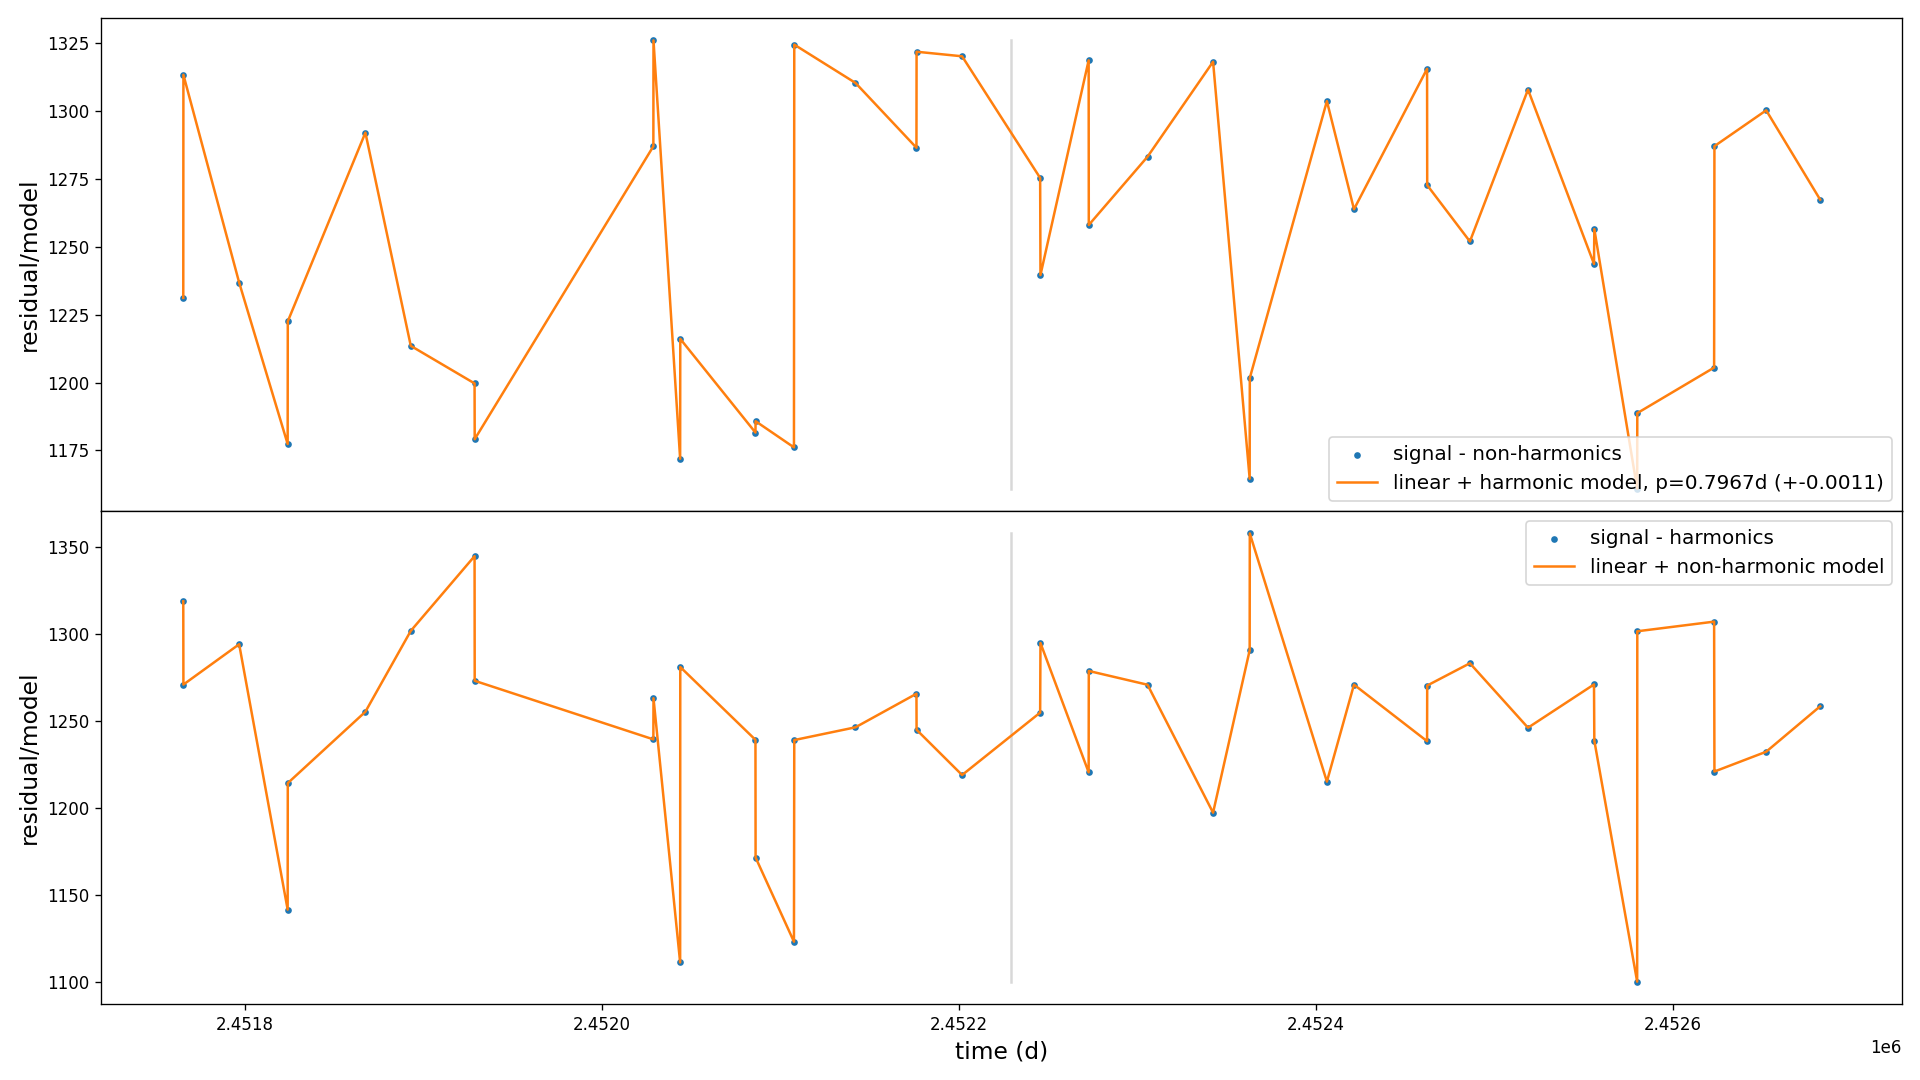 1325
1300
1275
1250
1225
1200
1175
residual/model
signal - non-harmonics
linear + harmonic model, p=0.7967d (+-0.0011)
1350
1300
1250
1200
1150
1100
residual/model
signal - harmonics
linear + non-harmonic model
2.4518 2.4520 2.4522 2.4524 2.4526
time (d)
1e6